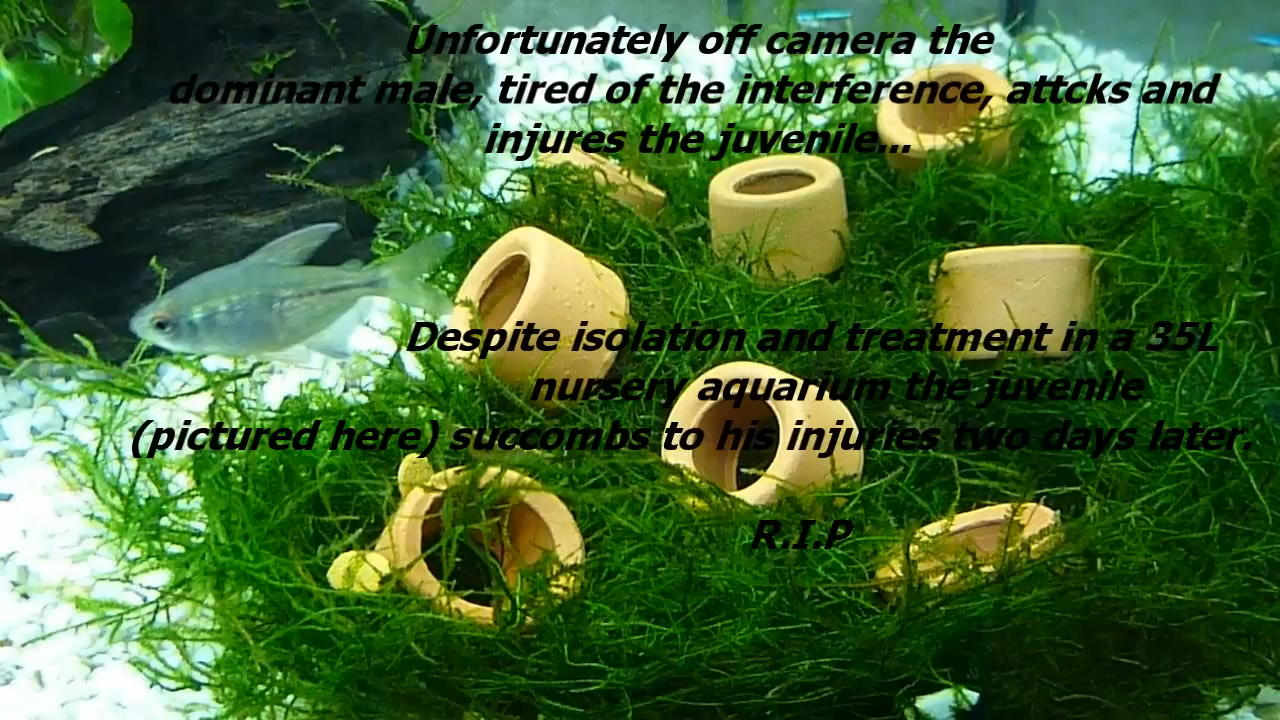 Unfortunately off camera the
dominant male, tired of the interference, attcks and
injures the juvenile...
Despite isolation and treatment in a 35L
nursery aquarium the juvenile
(pictured here) succombs to his injuries two days later.
R.I.P